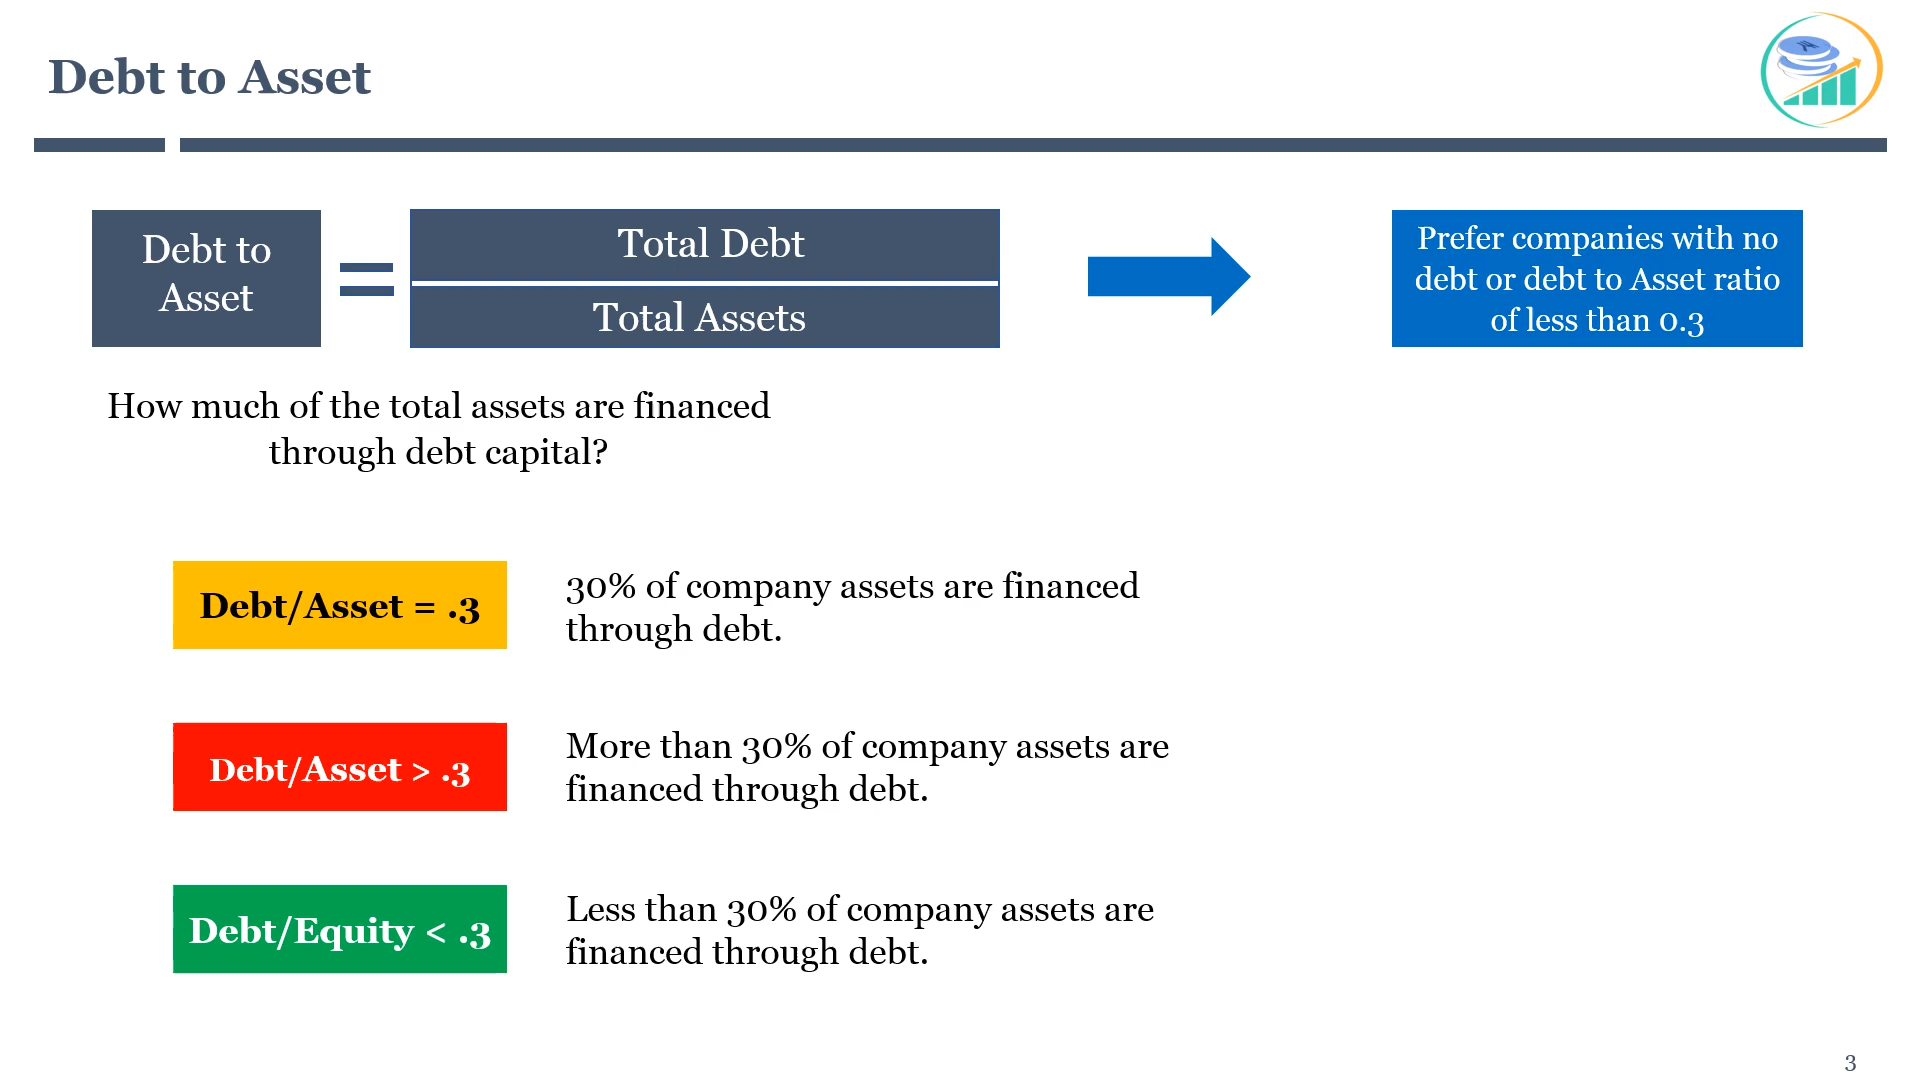 Debt to Asset
Debt to
Asset
Total Debt
Total Assets
Prefer companies with no
debt or debt to Asset ratio
of less than 0.3
How much of the total assets are financed
through debt capital?
Debt/Asset = .3
30% of company assets are financed
through debt.
Debt/Asset > .3
More than 30% of company assets are
financed through debt.
Debt/Equity < .3
Less than 30% of company assets are
financed through debt.
3